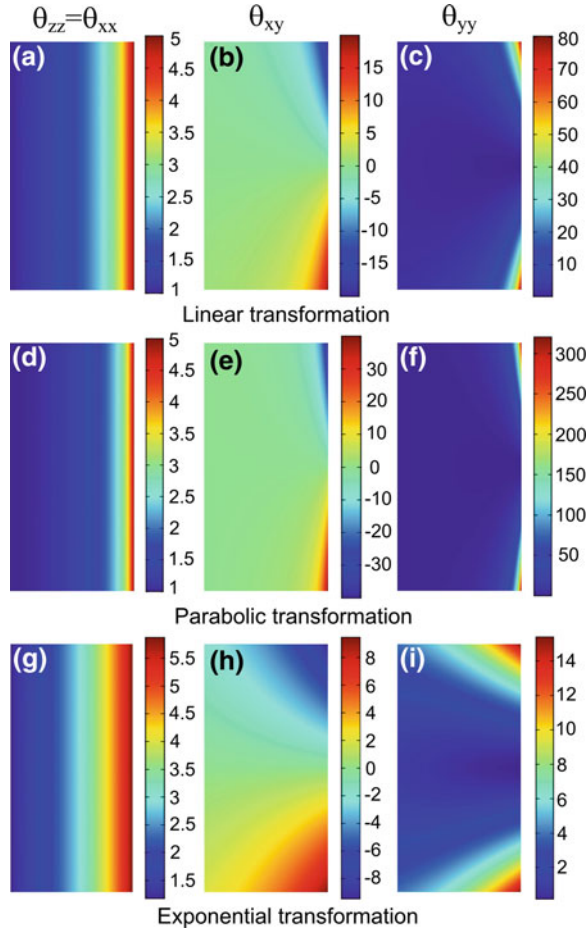 θzz=θxx θxy θyy
(a) (b) (c)
5 4.5 4 3.5 3 2.5 2 1.5 1
15 10 5 0 -5 -10 -15
80 70 60 50 40 30 20 10
Linear transformation
(d) (e) (f)
5 4.5 4 3.5 3 2.5 2 1.5 1
30 20 10 0 -10 -20 -30
300 250 200 150 100 50
Parabolic transformation
(g) (h) (i)
5.5 5 4.5 4 3.5 3 2.5 2 1.5
8 6 4 2 0 -2 -4 -6 -8
14 12 10 8 6 4 2
Exponential transformation